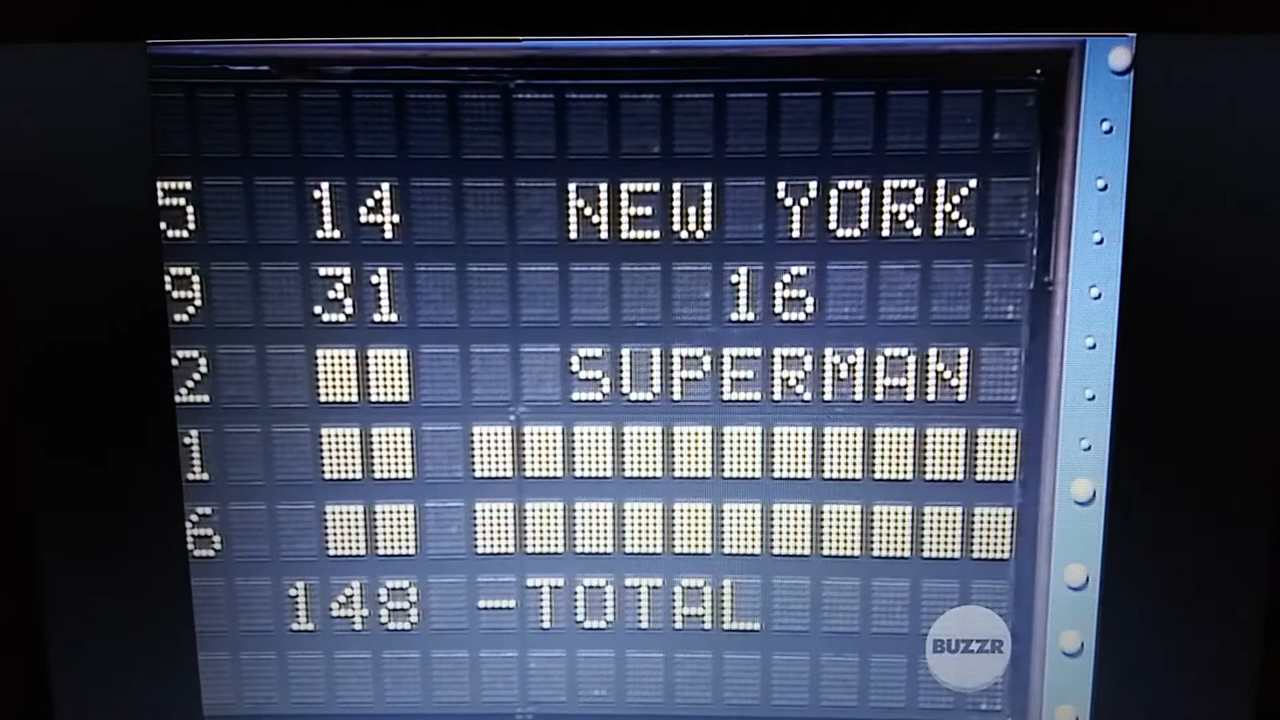 5 14 NEW YORK
9 31 16
2 SUPERMAN
1
6
148 -TOTAL
BUZZR